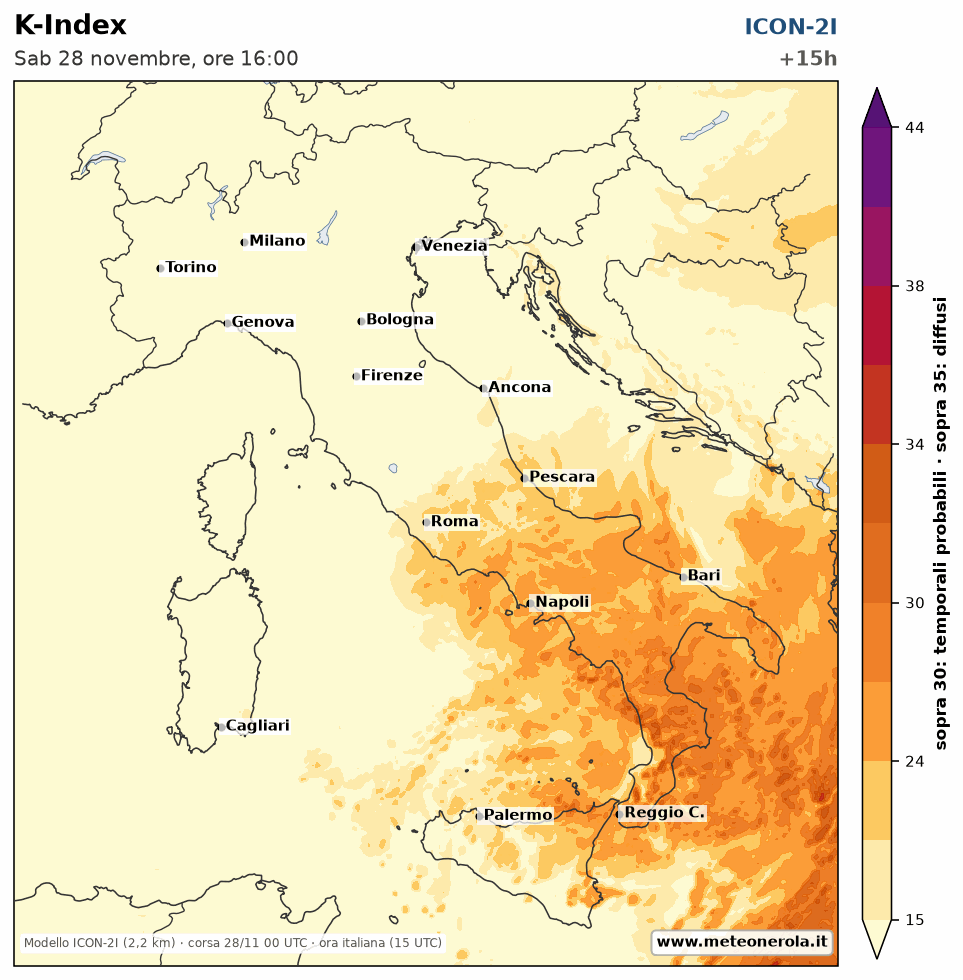 K-Index
ICON-2I
Sab 28 novembre, ore 16:00
+15h
Milano
Venezia
Torino
Genova
Bologna
Firenze
Ancona
Pescara
Roma
Bari
Napoli
Cagliari
Palermo
Reggio C.
44
38
34
30
24
15
sopra 30: temporali probabili · sopra 35: diffusi
Modello ICON-2I (2,2 km) · corsa 28/11 00 UTC · ora italiana (15 UTC)
www.meteonerola.it